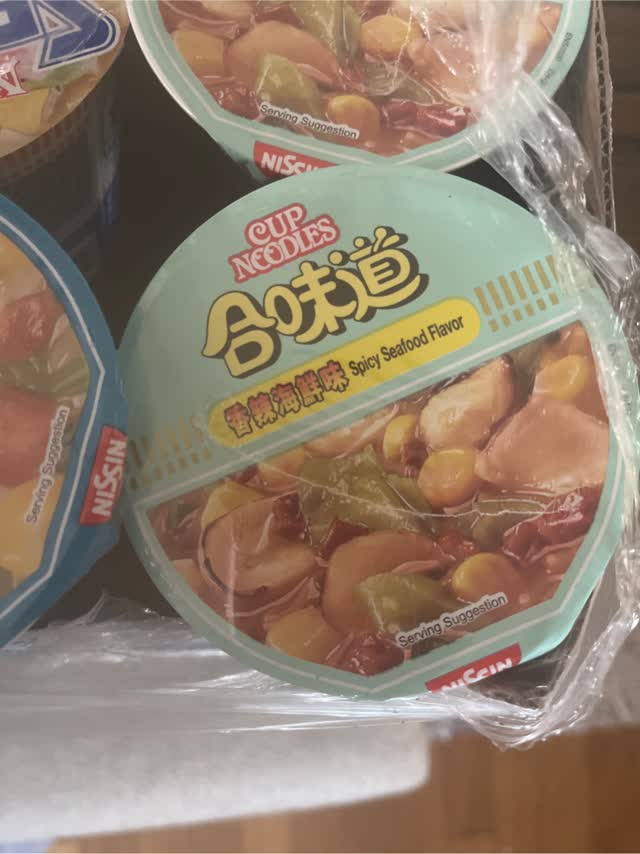 Serving Suggestion
CUP
NOODLES
合味道
香辣海鮮味 Spicy Seafood Flavor
Serving Suggestion
NISSIN
Serving Suggestion
NISSIN